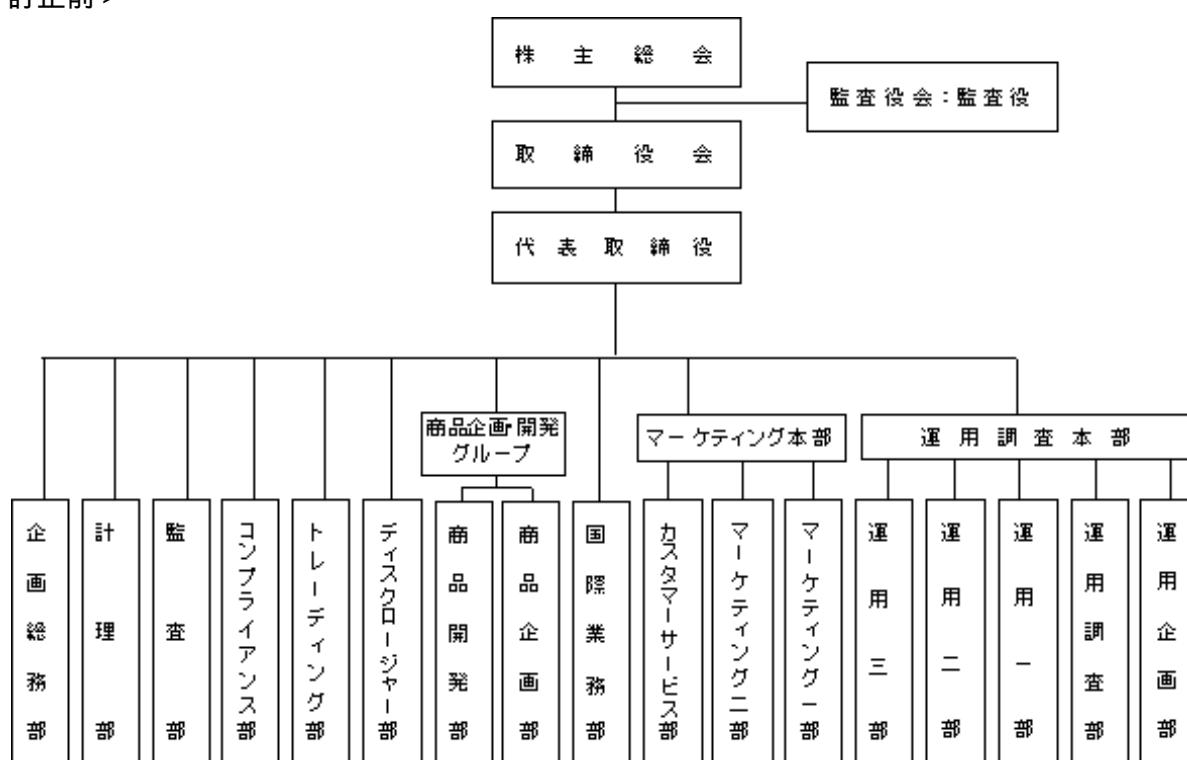 訂正前>
株主総会
監査役会：監査役
取締役会
代表取締役
商品企画・開発
グループ
マーケティング本部
運用調査本部
企画総務部
計理部
監査部
コンプライアンス部
トレーディング部
ディスクロージャー部
商品開発部
商品企画部
国際業務部
カスタマーサービス部
マーケティング二部
マーケティング一部
運用三部
運用二部
運用一部
運用調査部
運用企画部